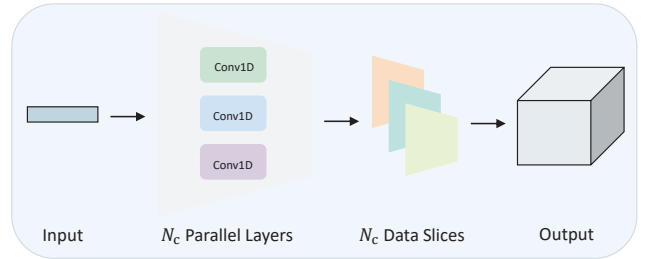 Conv1D
Conv1D
Conv1D
Input
N_c Parallel Layers
N_c Data Slices
Output